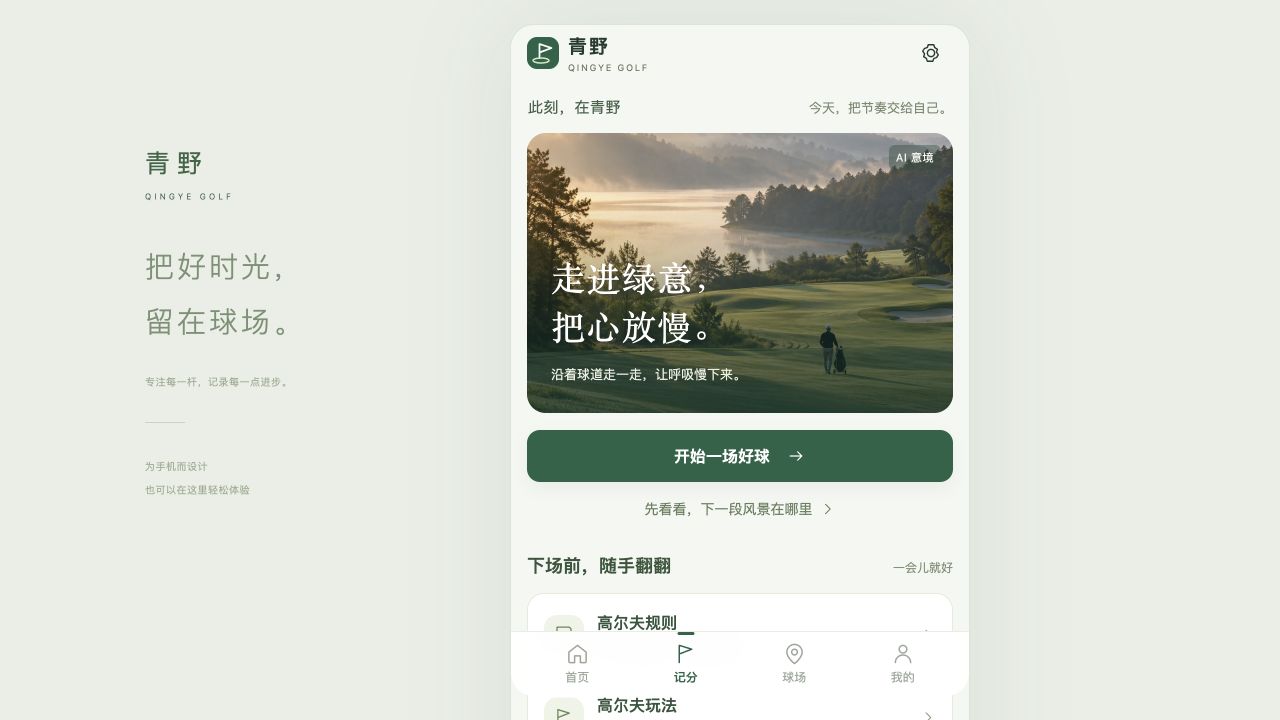 青野
QINGYE GOLF
把好时光，
留在球场。
专注每一杆，记录每一点进步。
为手机而设计
也可以在这里轻松体验
青野
QINGYE GOLF
此刻，在青野
今天，把节奏交给自己。
AI 意境
走进绿意，
把心放慢。
沿着球道走一走，让呼吸慢下来。
开始一场好球
先看看，下一段风景在哪里
下场前，随手翻翻
一会儿就好
高尔夫规则
首页
记分
球场
我的
高尔夫玩法